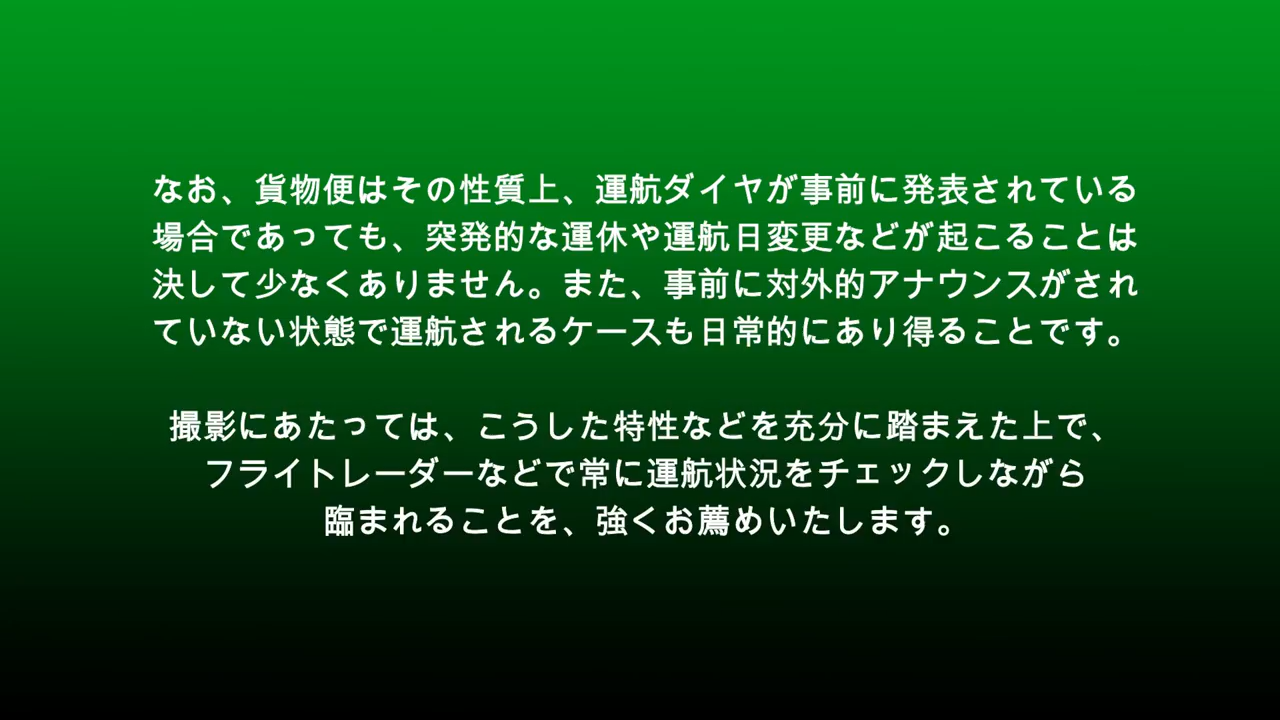 なお、貨物便はその性質上、運航ダイヤが事前に発表されている
場合であっても、突発的な運休や運航日変更などが起こることは
決して少なくありません。また、事前に対外的アナウンスがされ
ていない状態で運航されるケースも日常的にあり得ることです。
撮影にあたっては、こうした特性などを充分に踏まえた上で、
フライトレーダーなどで常に運航状況をチェックしながら
臨まれることを、強くお薦めいたします。